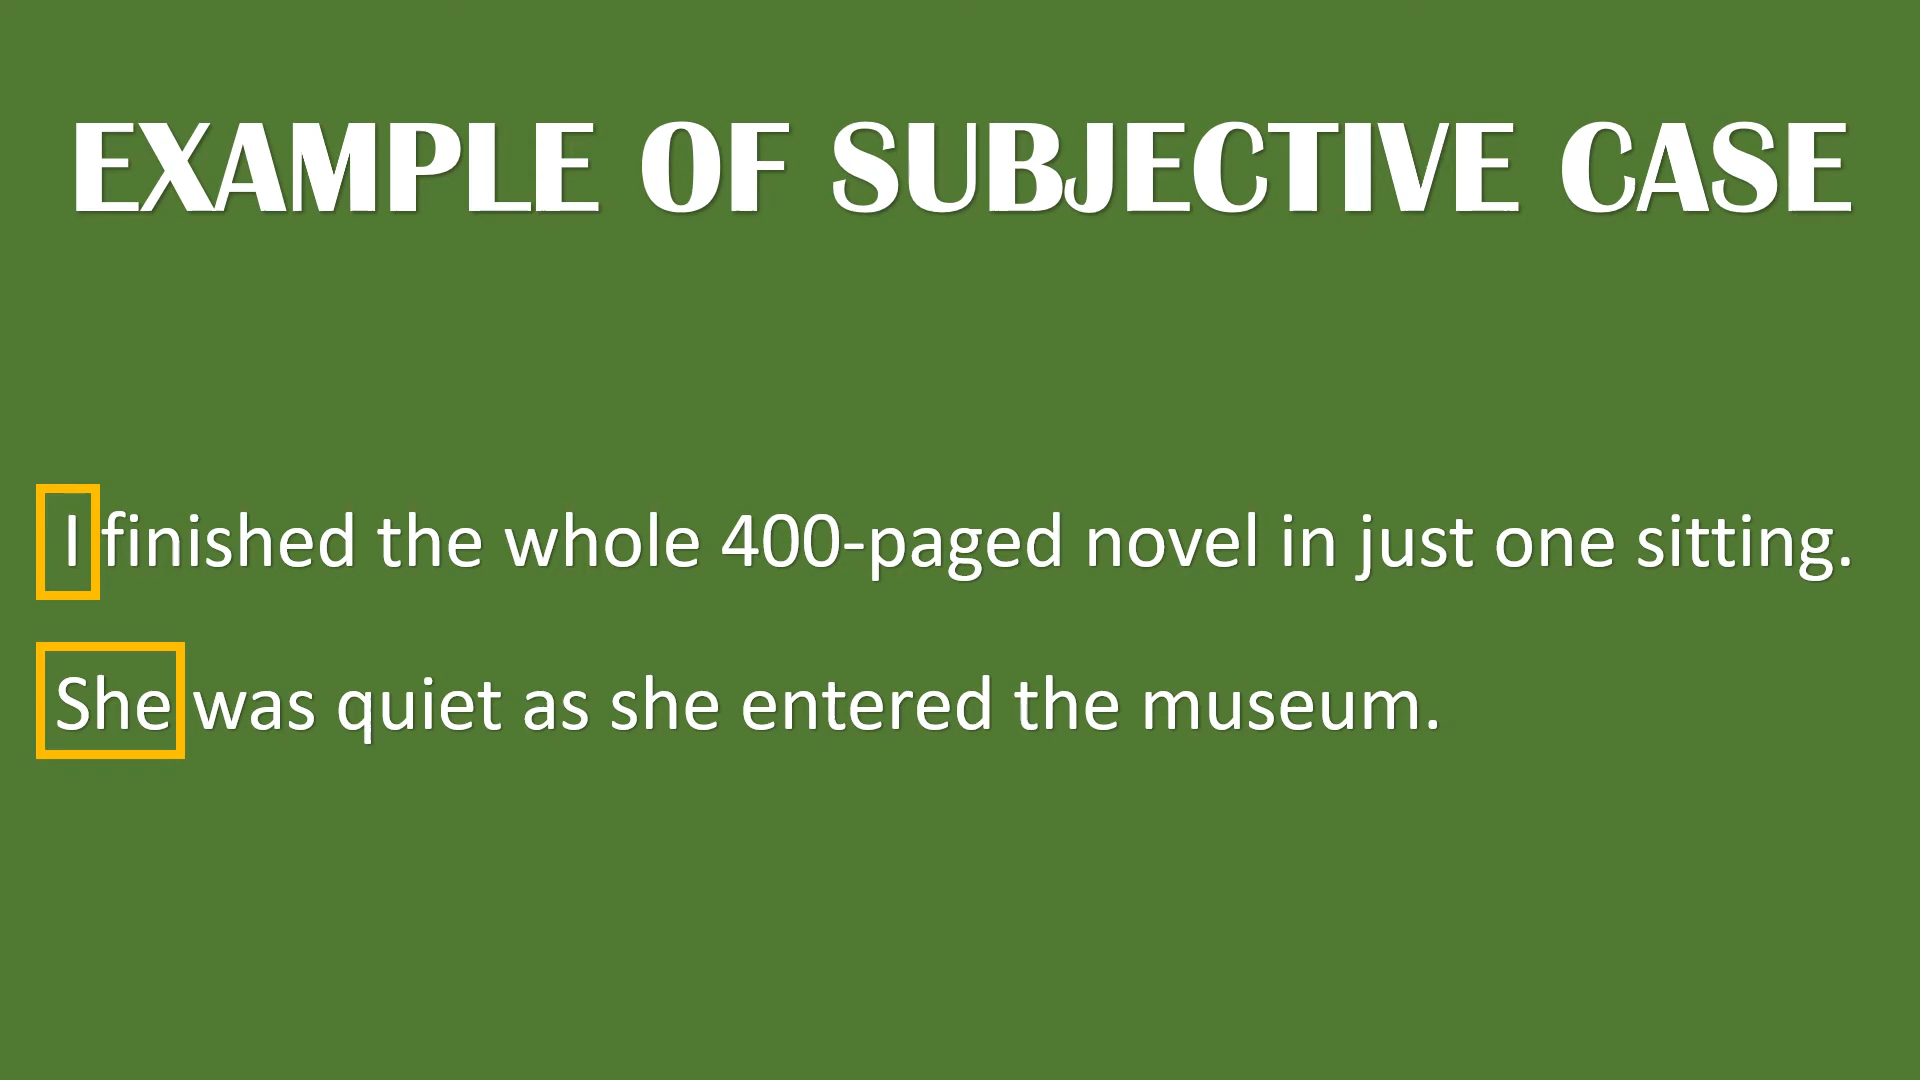 EXAMPLE OF SUBJECTIVE CASE
I finished the whole 400-paged novel in just one sitting.
She was quiet as she entered the museum.